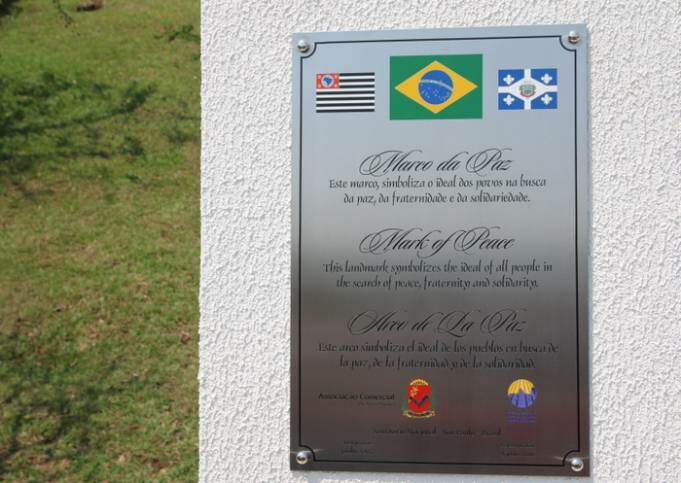 Marco da Paz
Este marco, simboliza o ideal dos povos na busca
da paz, da fraternidade e da solidariedade.
Mark of Peace
This landmark symbolizes the ideal of all people in
the search of peace, fraternity and solidarity.
Arco de La Paz
Este arco simboliza el ideal de los pueblos en busca de
la paz, de la fraternidad y de la solidaridad.
Associação Comercial